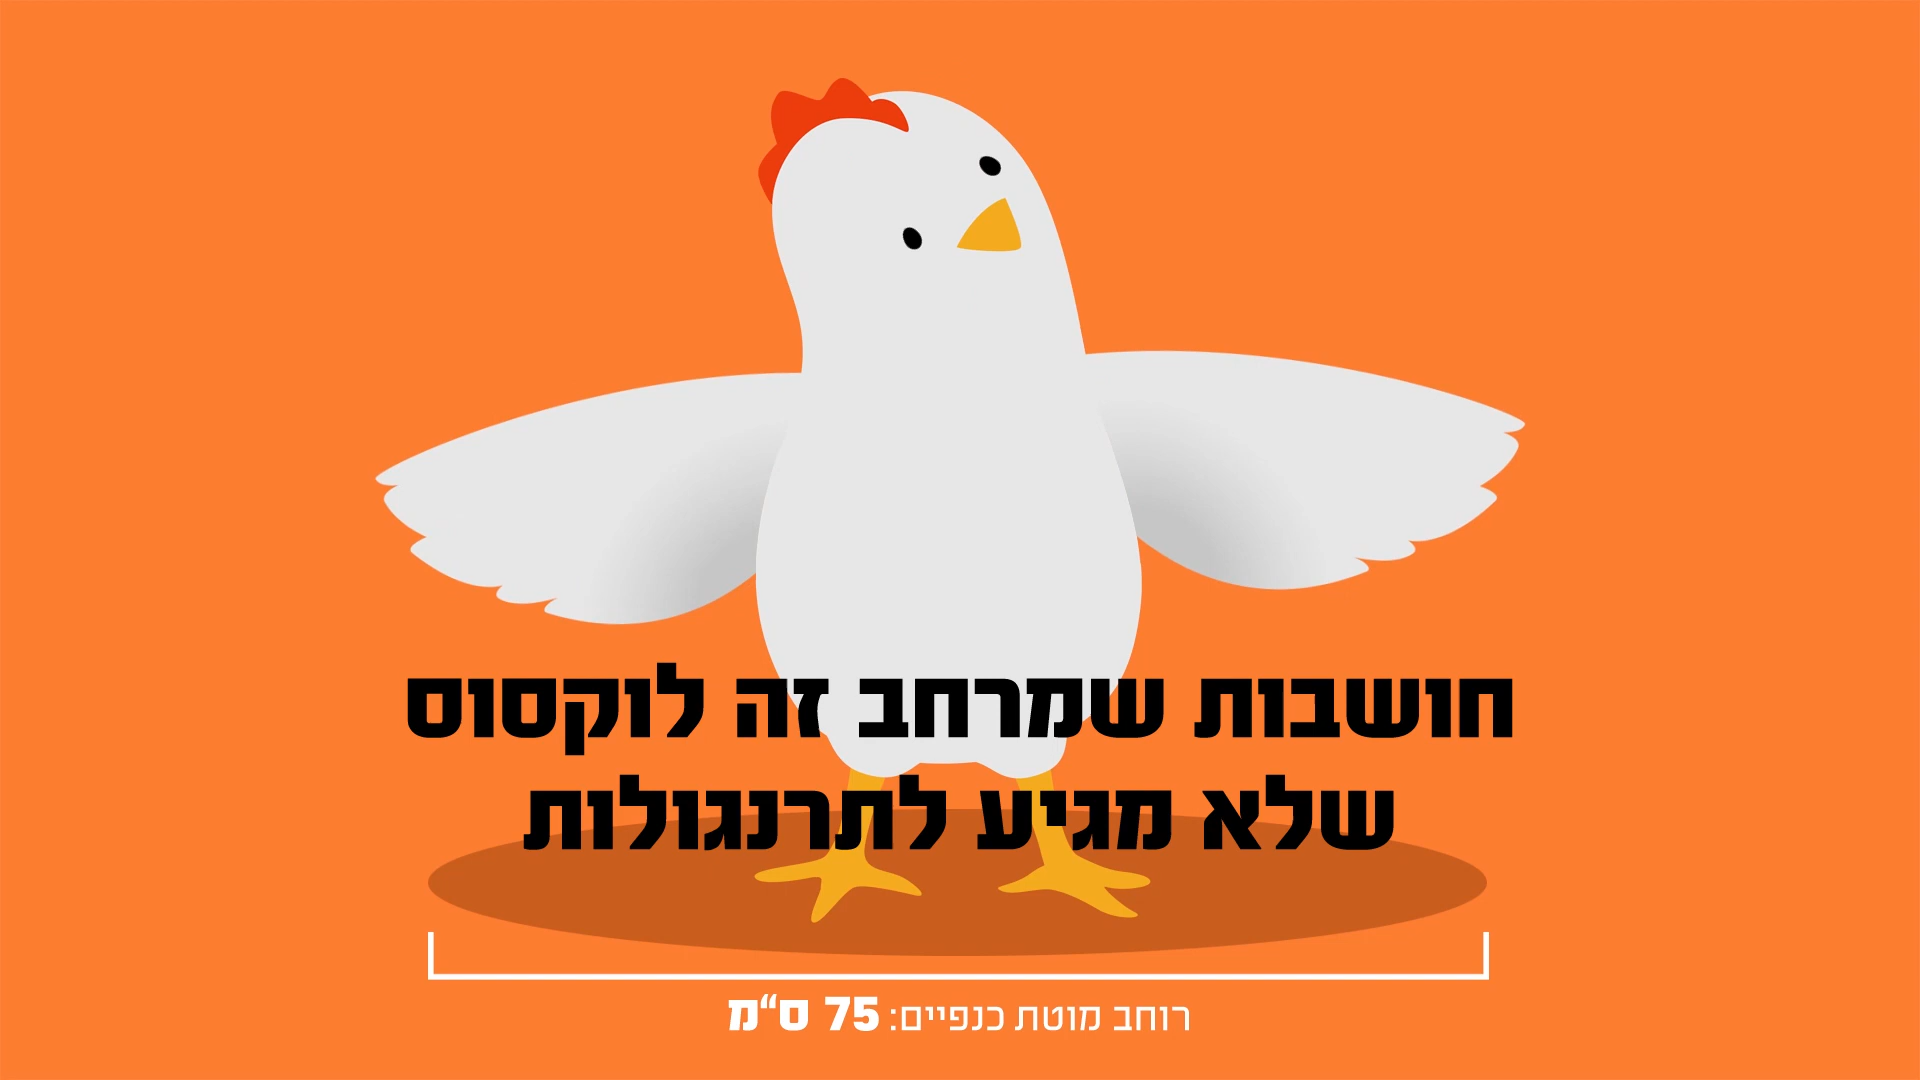 חושבות שמרחב זה לוקסוס
שלא מגיע לתרנגולות
רוחב מוטת כנפיים: 75 ס“מ